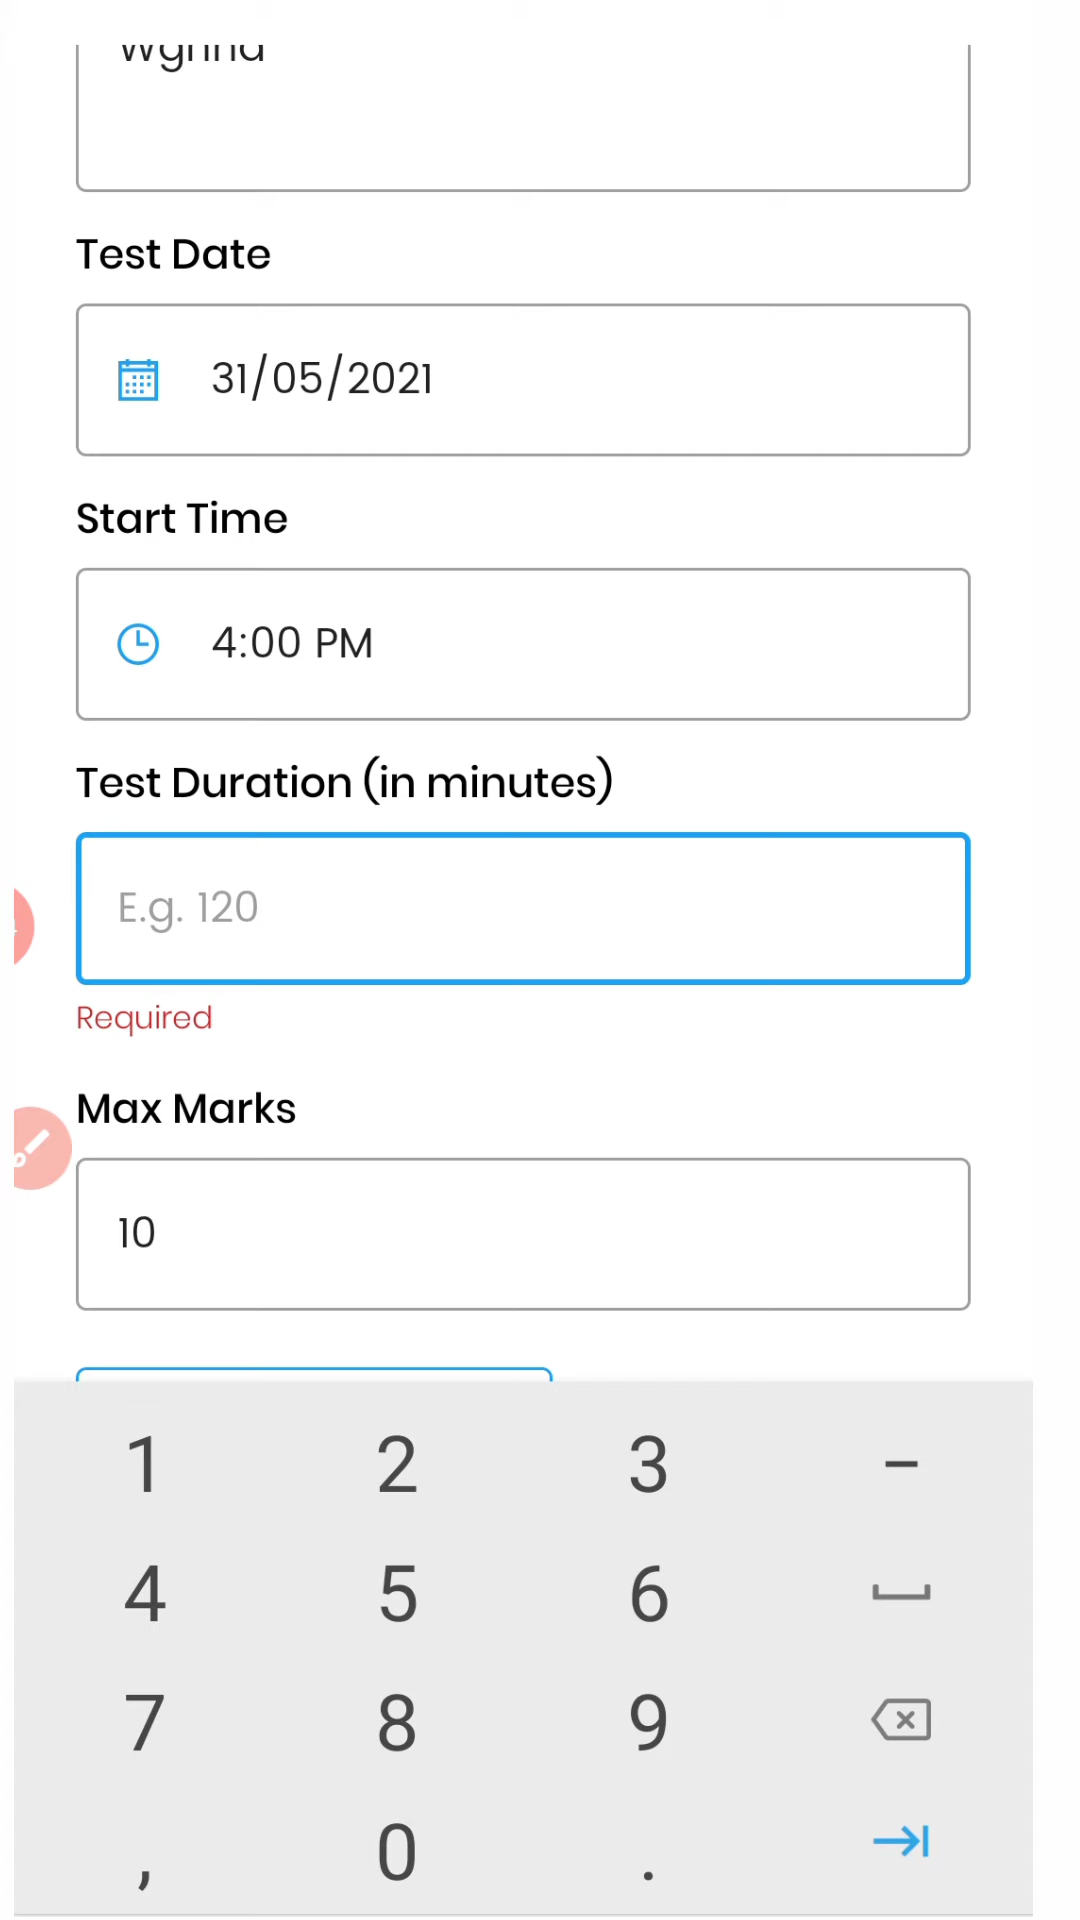 Test Date
31/05/2021
Start Time
4:00 PM
Test Duration (in minutes)
E.g. 120
Required
Max Marks
10
1 2 3 -
4 5 6
7 8 9
, 0 .